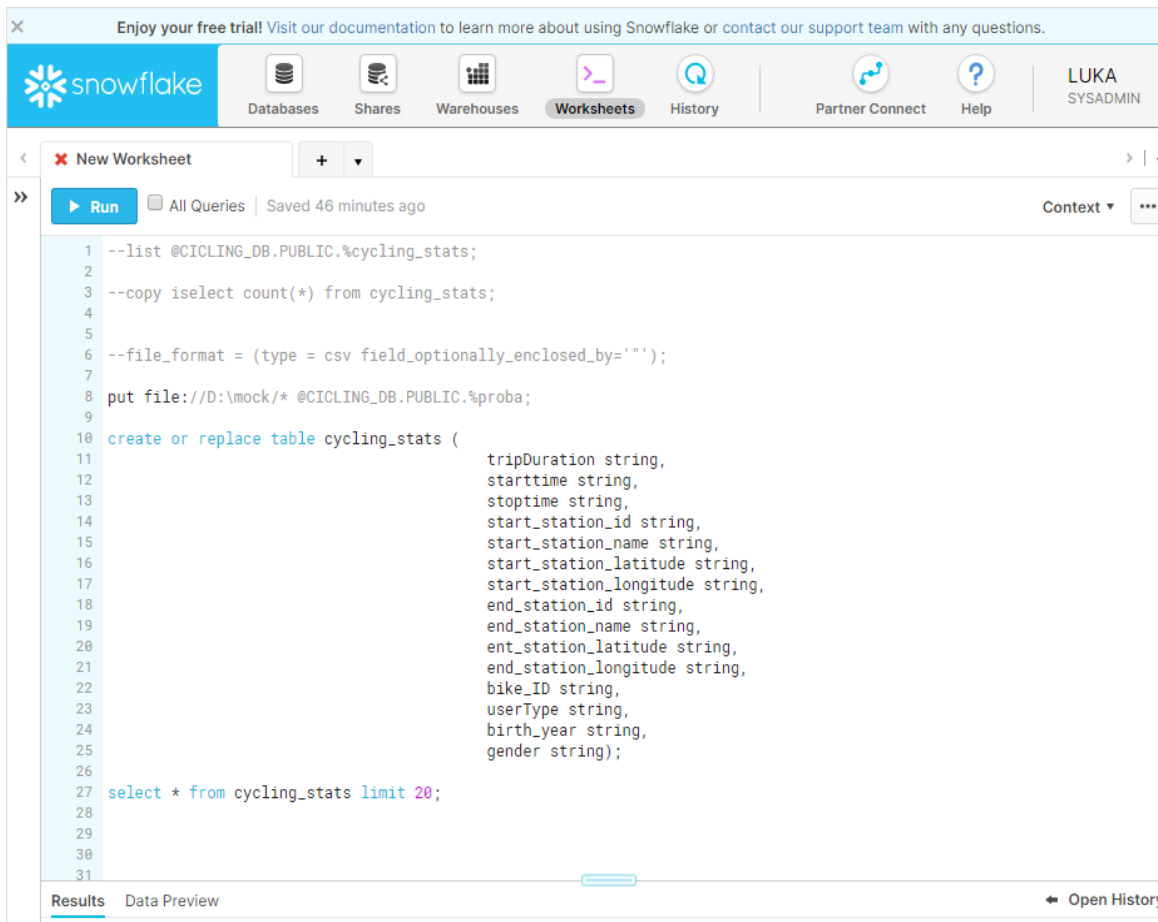 Enjoy your free trial! Visit our documentation to learn more about using Snowflake or contact our support team with any questions.
snowflake
Databases Shares Warehouses Worksheets History Partner Connect Help
LUKA
SYSADMIN
New Worksheet
Run All Queries Saved 46 minutes ago Context
1 --list @CICLING_DB.PUBLIC.%cycling_stats;
2
3 --copy iselect count(*) from cycling_stats;
4
5
6 --file_format = (type = csv field_optionally_enclosed_by='"');
7
8 put file://D:\mock/* @CICLING_DB.PUBLIC.%proba;
9
10 create or replace table cycling_stats (
11 tripDuration string,
12 starttime string,
13 stoptime string,
14 start_station_id string,
15 start_station_name string,
16 start_station_latitude string,
17 start_station_longitude string,
18 end_station_id string,
19 end_station_name string,
20 ent_station_latitude string,
21 end_station_longitude string,
22 bike_ID string,
23 userType string,
24 birth_year string,
25 gender string);
26
27 select * from cycling_stats limit 20;
28
29
30
31
Results Data Preview Open History